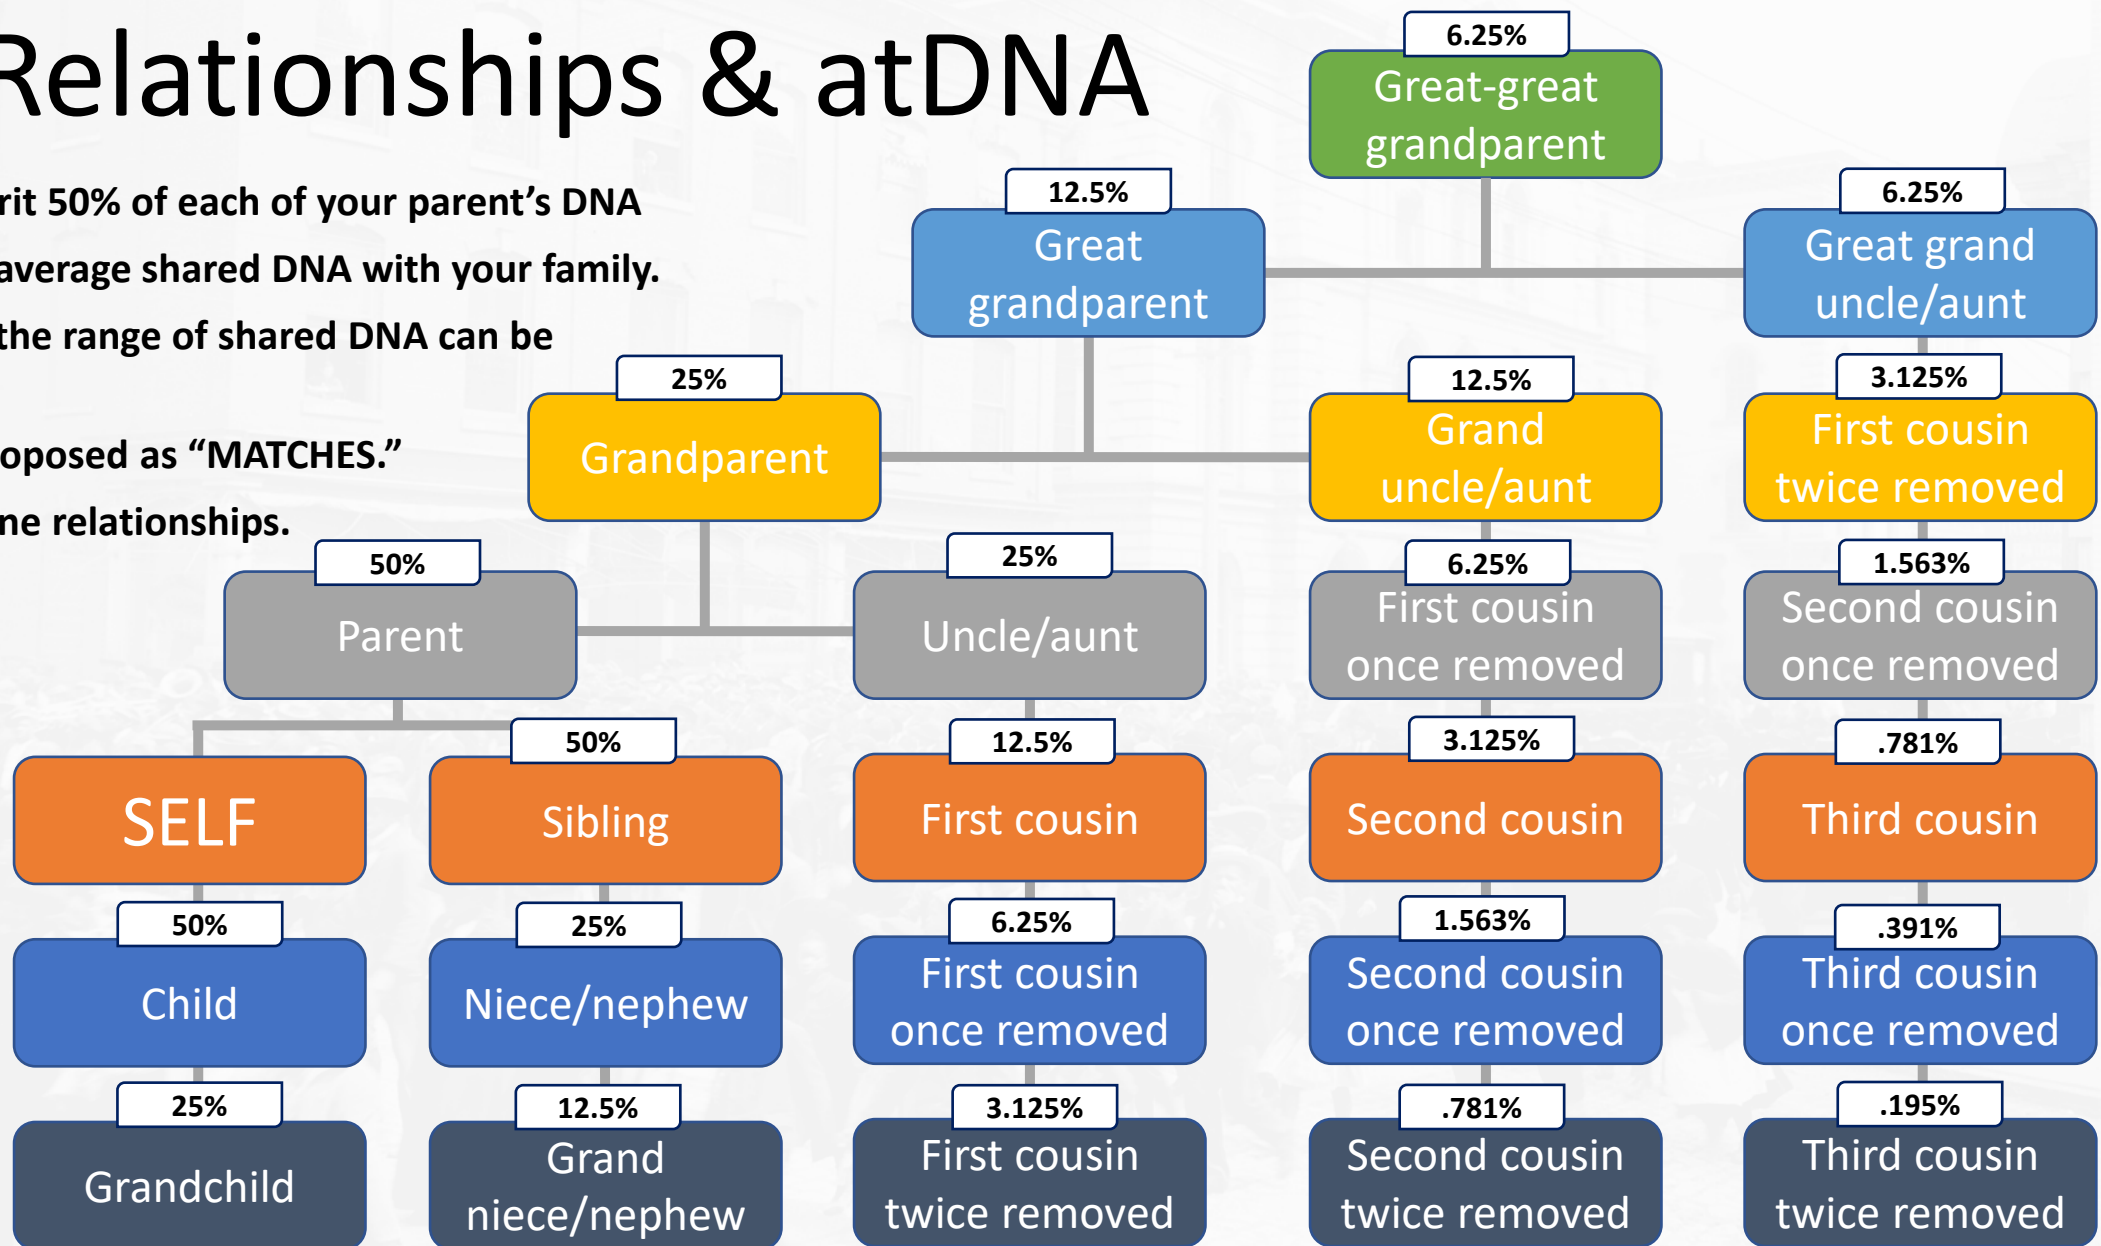 Relationships & atDNA
rit 50% of each of your parent’s DNA
average shared DNA with your family.
the range of shared DNA can be
oposed as “MATCHES.”
ne relationships.
6.25%
Great-great
grandparent
12.5%
Great
grandparent
6.25%
Great grand
uncle/aunt
25%
Grandparent
12.5%
Grand
uncle/aunt
3.125%
First cousin
twice removed
50%
Parent
25%
Uncle/aunt
6.25%
First cousin
once removed
1.563%
Second cousin
once removed
SELF
50%
Sibling
12.5%
First cousin
3.125%
Second cousin
.781%
Third cousin
50%
Child
25%
Niece/nephew
6.25%
First cousin
once removed
1.563%
Second cousin
once removed
.391%
Third cousin
once removed
25%
Grandchild
12.5%
Grand
niece/nephew
3.125%
First cousin
twice removed
.781%
Second cousin
twice removed
.195%
Third cousin
twice removed